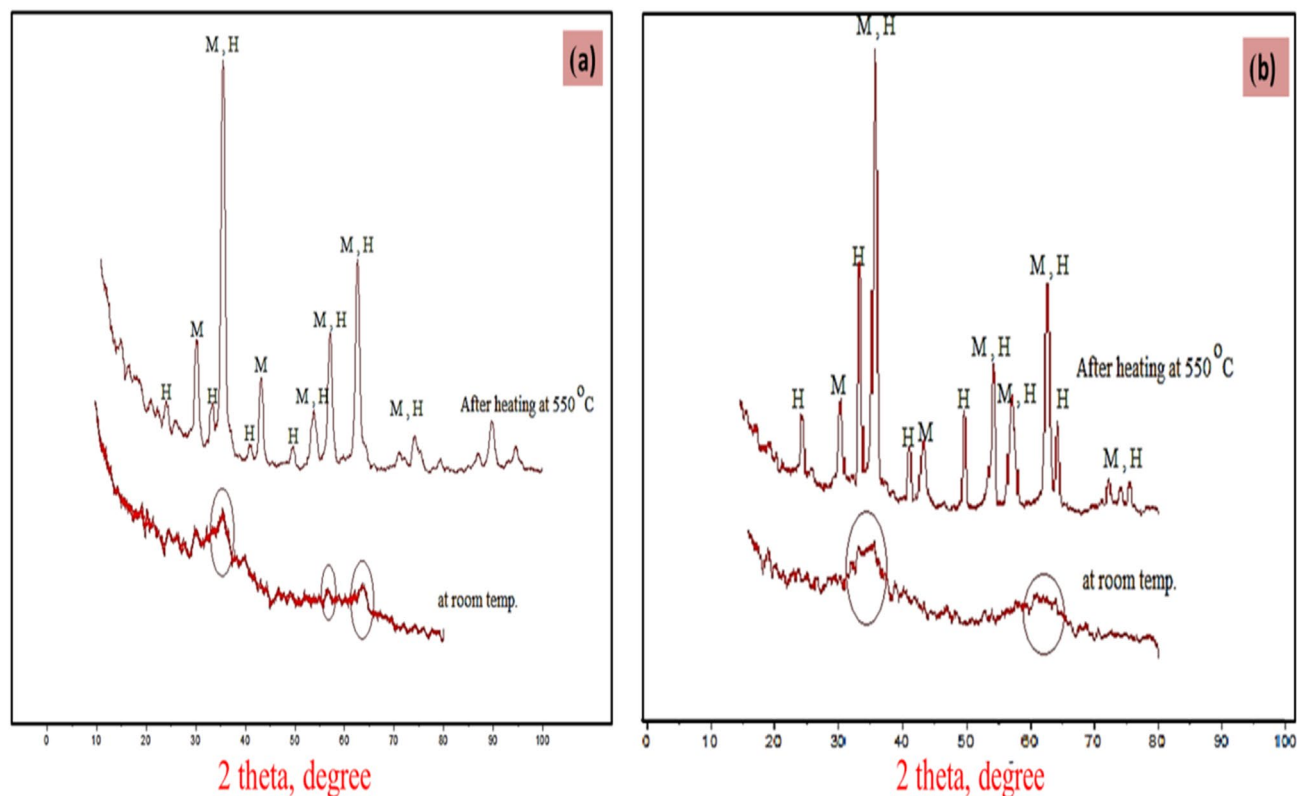 (a)
M , H
M , H
M , H
M
M
H
H
H
H
M , H
M , H
After heating at 550 °C
at room temp.
0 10 20 30 40 50 60 70 80 90 100
2 theta, degree
(b)
M , H
H
M , H
M , H
After heating at 550 °C
M
M , H
H
H
H
H
M
M , H
at room temp.
0 10 20 30 40 50 60 70 80 90 100
2 theta, degree